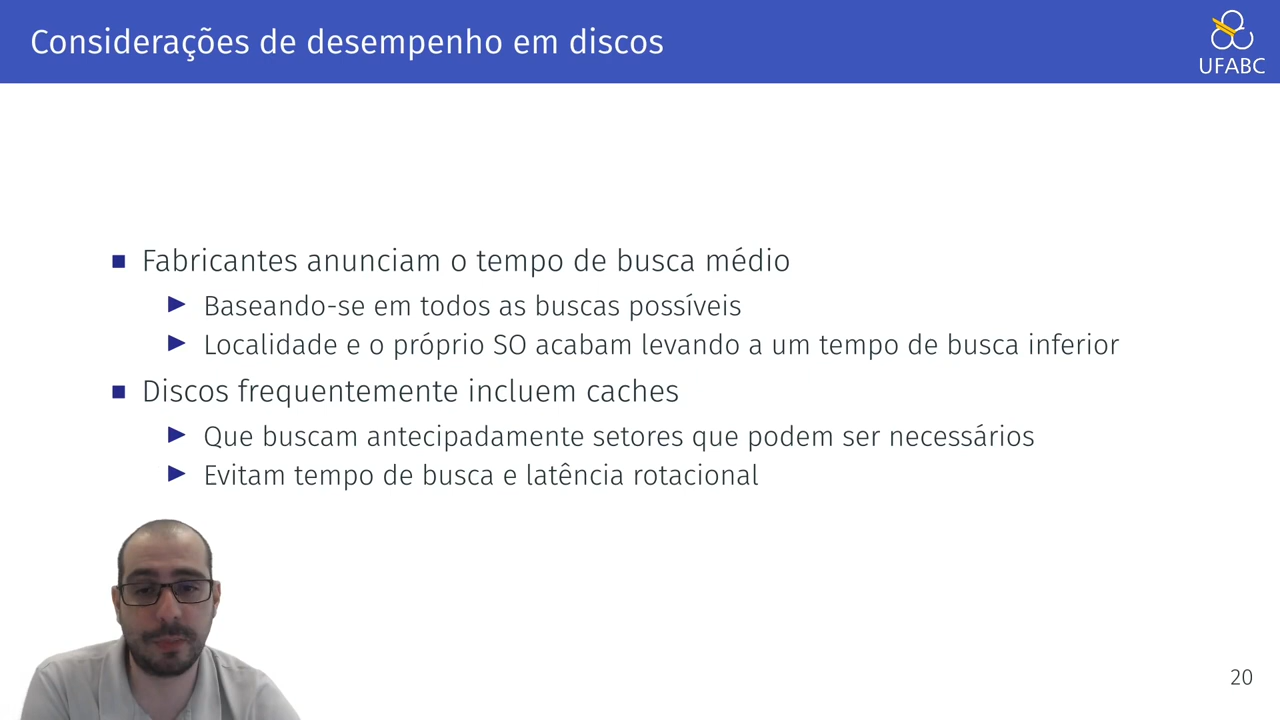 Considerações de desempenho em discos
UFABC
Fabricantes anunciam o tempo de busca médio
Baseando-se em todos as buscas possíveis
Localidade e o próprio SO acabam levando a um tempo de busca inferior
Discos frequentemente incluem caches
Que buscam antecipadamente setores que podem ser necessários
Evitam tempo de busca e latência rotacional
20